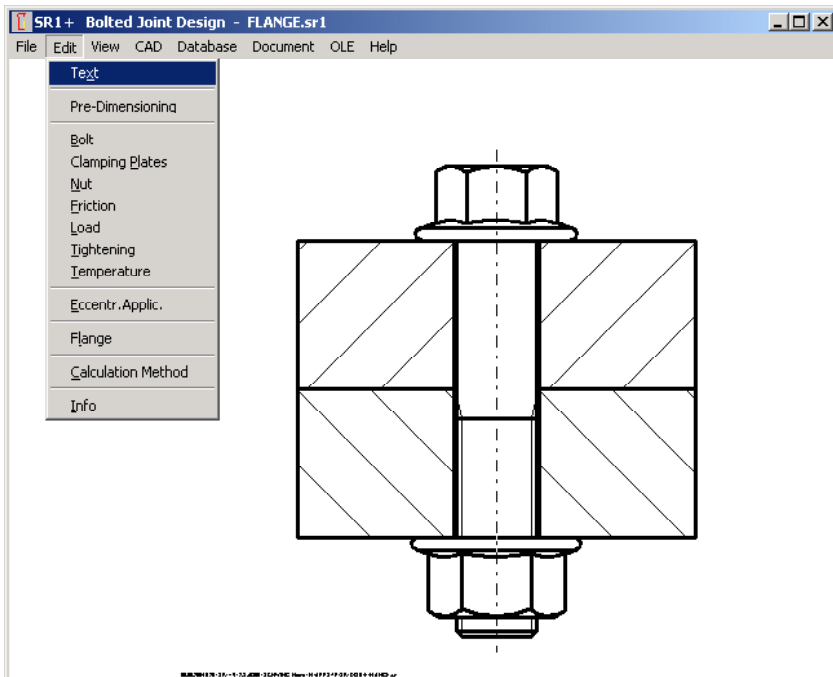 SR1+ Bolted Joint Design - FLANGE.sr1
File Edit View CAD Database Document OLE Help
Text
Pre-Dimensioning
Bolt
Clamping Plates
Nut
Friction
Load
Tightening
Temperature
Eccentr.Applic.
Flange
Calculation Method
Info